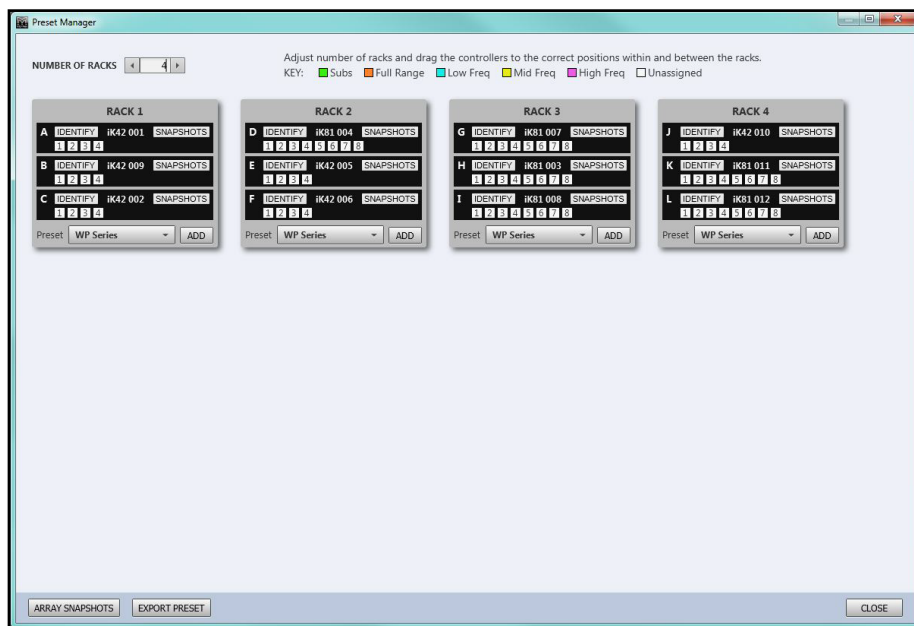 Preset Manager
Adjust number of racks and drag the controllers to the correct positions within and between the racks.
NUMBER OF RACKS 4
KEY: Subs Full Range Low Freq Mid Freq High Freq Unassigned
RACK 1
A IDENTIFY iK42 001 SNAPSHOTS
1 2 3 4
B IDENTIFY iK42 009 SNAPSHOTS
1 2 3 4
C IDENTIFY iK42 002 SNAPSHOTS
1 2 3 4
Preset WP Series ADD
RACK 2
D IDENTIFY iK81 004 SNAPSHOTS
1 2 3 4 5 6 7 8
E IDENTIFY iK42 005 SNAPSHOTS
1 2 3 4
F IDENTIFY iK42 006 SNAPSHOTS
1 2 3 4
Preset WP Series ADD
RACK 3
G IDENTIFY iK81 007 SNAPSHOTS
1 2 3 4 5 6 7 8
H IDENTIFY iK81 003 SNAPSHOTS
1 2 3 4 5 6 7 8
I IDENTIFY iK81 008 SNAPSHOTS
1 2 3 4 5 6 7 8
Preset WP Series ADD
RACK 4
J IDENTIFY iK42 010 SNAPSHOTS
1 2 3 4
K IDENTIFY iK81 011 SNAPSHOTS
1 2 3 4 5 6 7 8
L IDENTIFY iK81 012 SNAPSHOTS
1 2 3 4 5 6 7 8
Preset WP Series ADD
ARRAY SNAPSHOTS EXPORT PRESET CLOSE